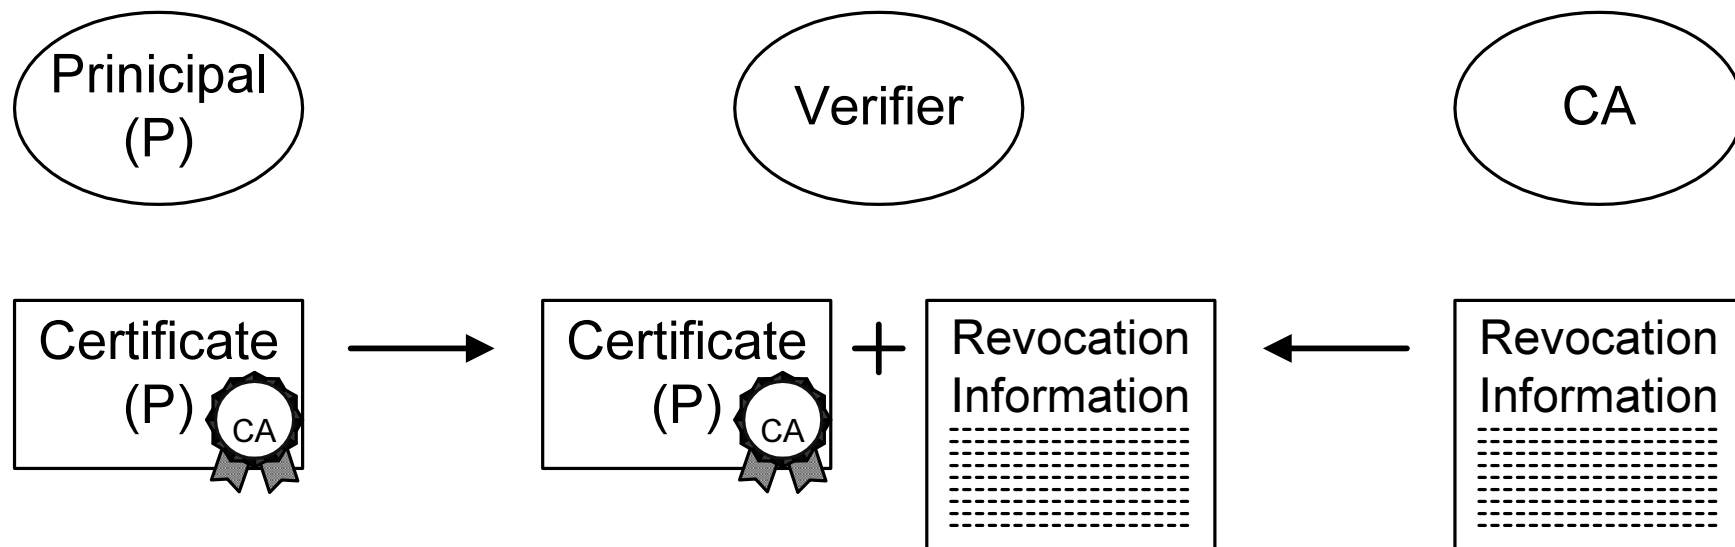 Prinicipal
(P)
Verifier
CA
Certificate
(P)
CA
Certificate
(P)
CA
Revocation
Information
Revocation
Information